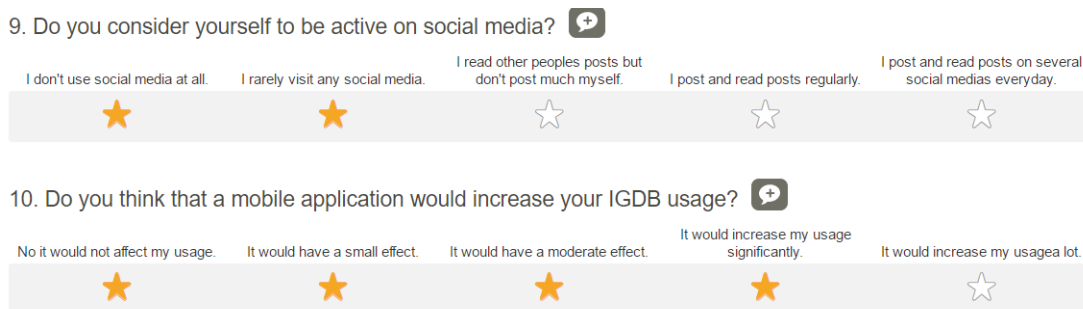 9. Do you consider yourself to be active on social media?
I don't use social media at all.
I rarely visit any social media.
I read other peoples posts but
don't post much myself.
I post and read posts regularly.
I post and read posts on several
social medias everyday.
10. Do you think that a mobile application would increase your IGDB usage?
No it would not affect my usage.
It would have a small effect.
It would have a moderate effect.
It would increase my usage
significantly.
It would increase my usagea lot.